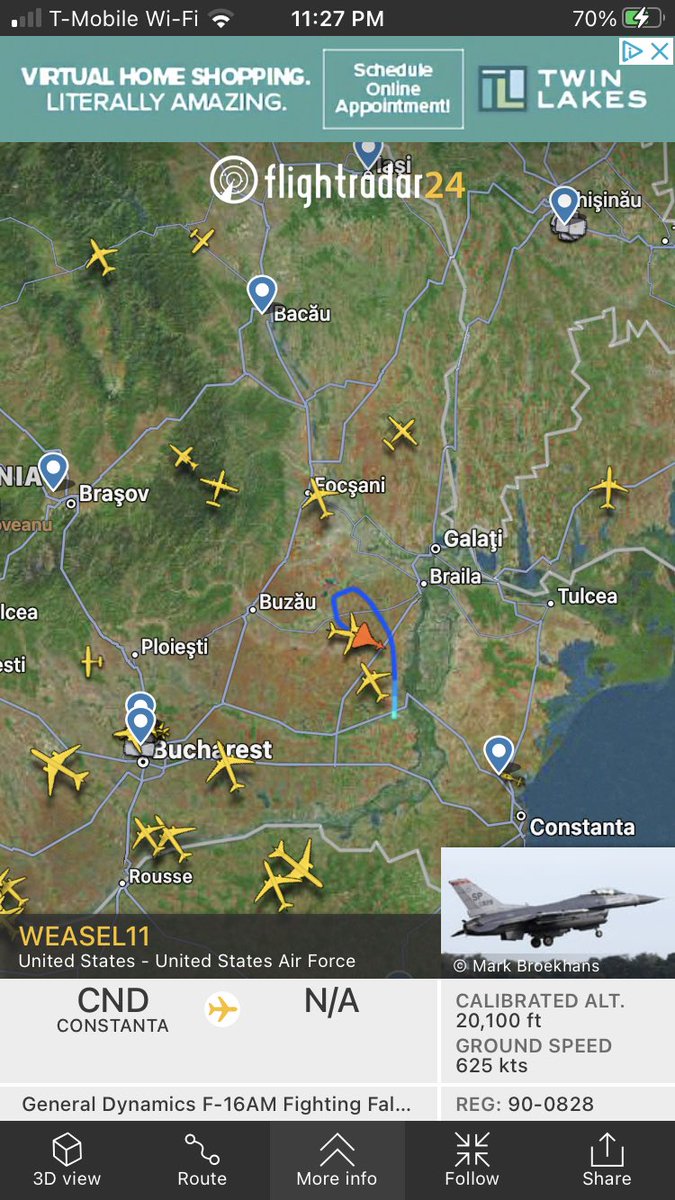 T-Mobile Wi-Fi 11:27 PM 70%
VIRTUAL HOME SHOPPING.
LITERALLY AMAZING.
Schedule
Online
Appointment!
TWIN
LAKES
flightradar24
Iași
hişinău
Bacău
NIA
Braşov
oveanu
Focşani
Galaţi
Braila
Tulcea
Buzău
lcea
Ploieşti
esti
Bucharest
Constanta
Rousse
SP
WEASEL11
United States - United States Air Force
© Mark Broekhans
CND
CONSTANTA
N/A
CALIBRATED ALT.
20,100 ft
GROUND SPEED
625 kts
General Dynamics F-16AM Fighting Fal...
REG: 90-0828
3D view
Route
More info
Follow
Share